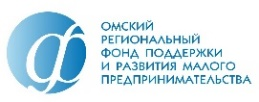 ОМСКИЙ
РЕГИОНАЛЬНЫЙ
ФОНД ПОДДЕРЖКИ
И РАЗВИТИЯ МАЛОГО
ПРЕДПРИНИМАТЕЛЬСТВА